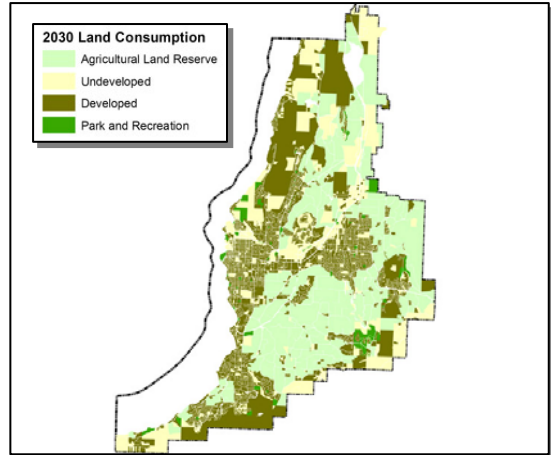 2030 Land Consumption
Agricultural Land Reserve
Undeveloped
Developed
Park and Recreation